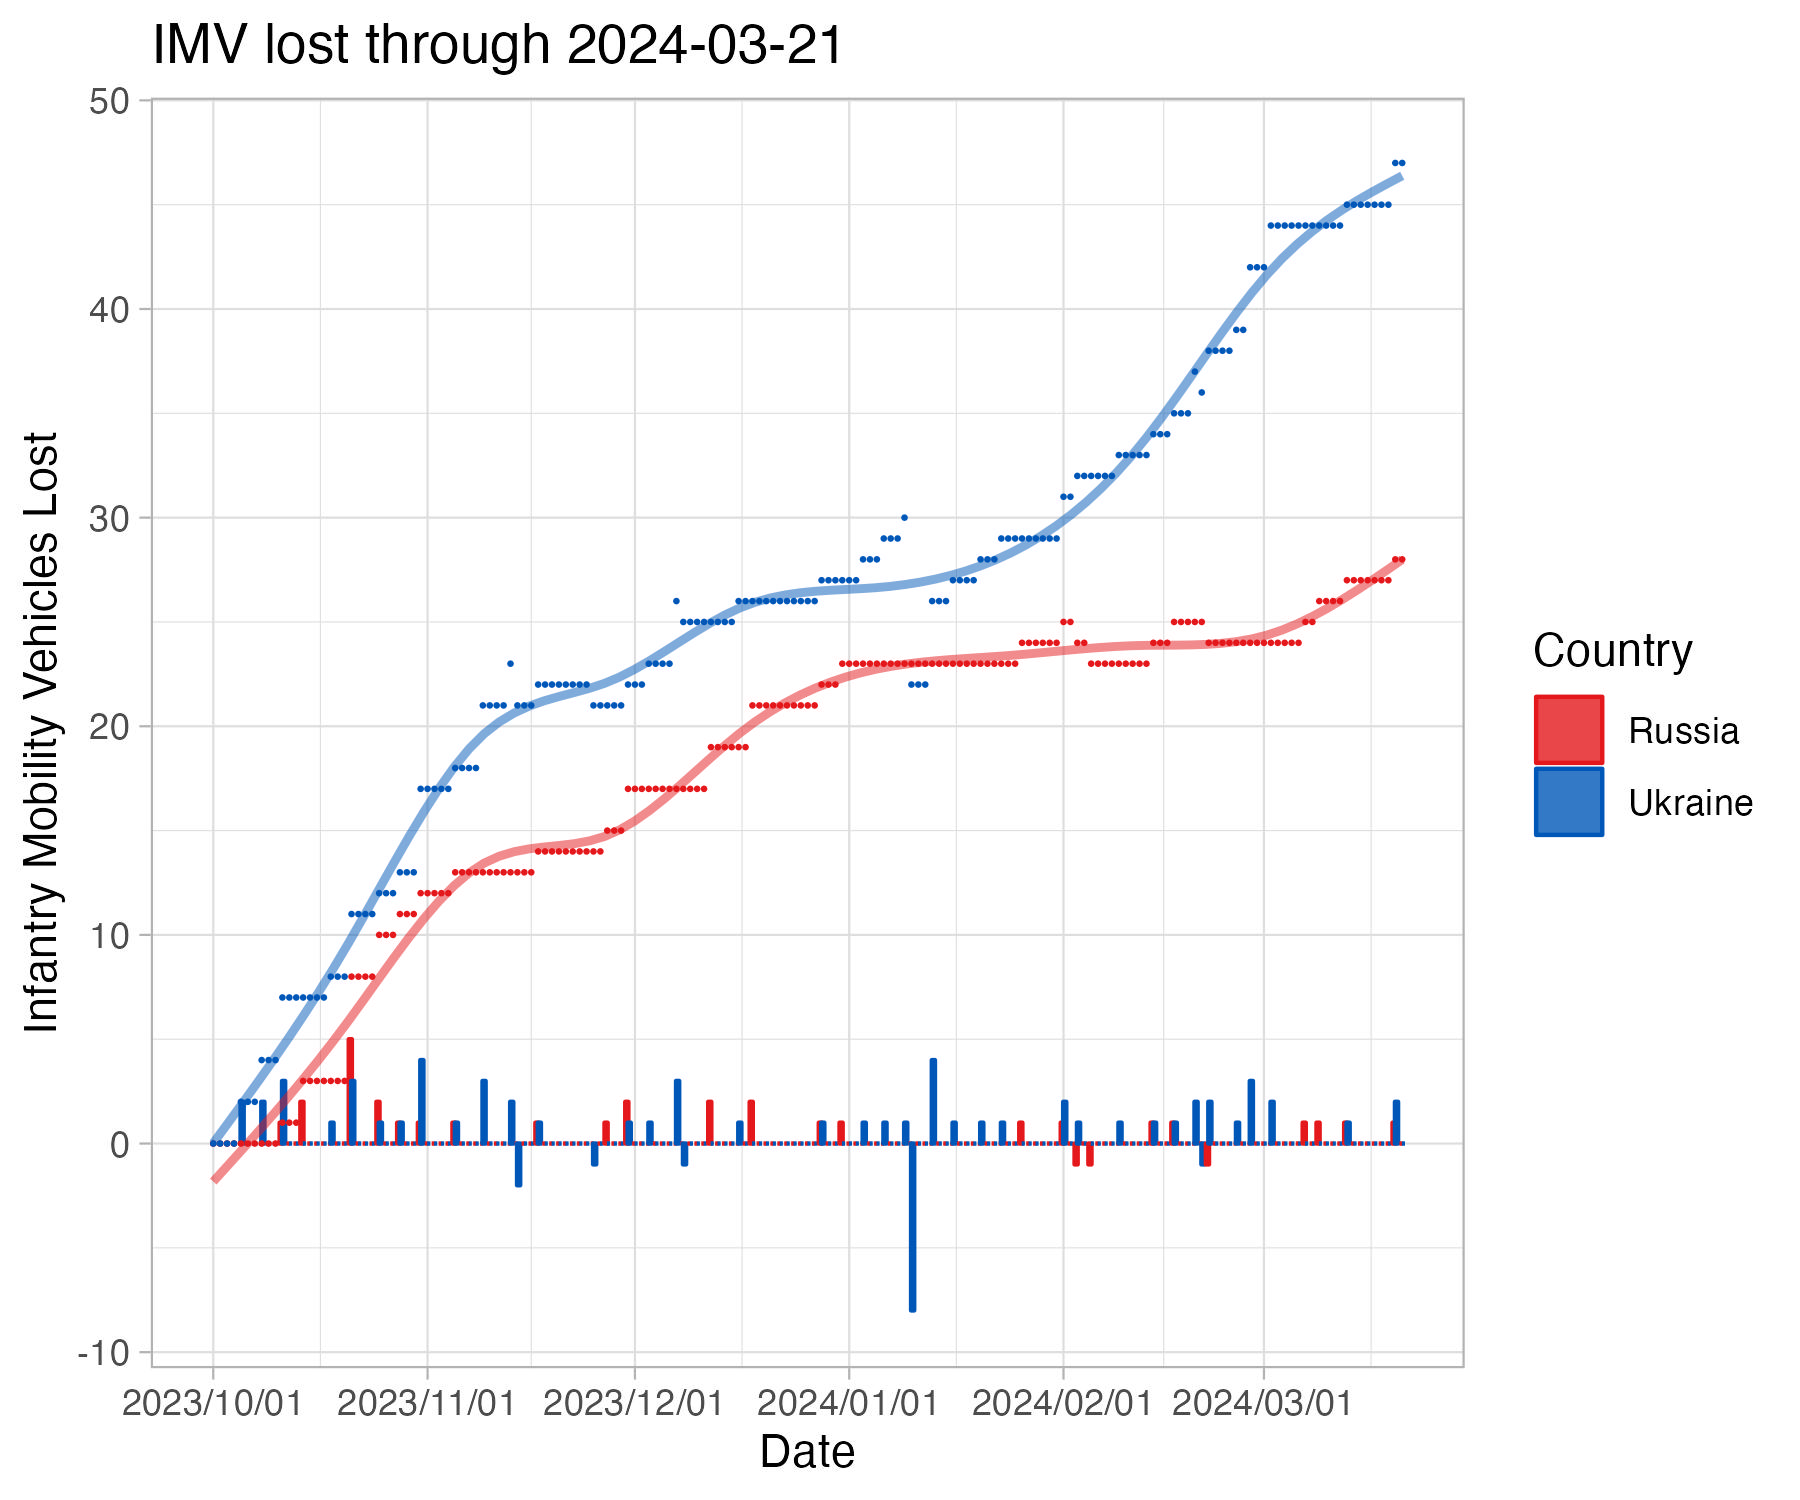 IMV lost through 2024-03-21
Infantry Mobility Vehicles Lost
50
40
30
20
10
0
-10
2023/10/01 2023/11/01 2023/12/01 2024/01/01 2024/02/01 2024/03/01
Date
Country
Russia
Ukraine